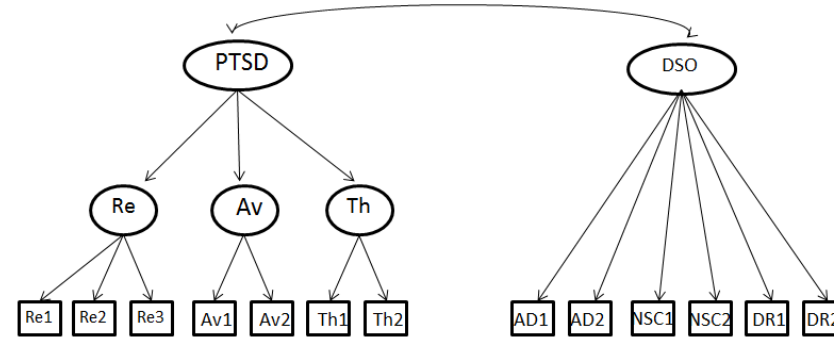 PTSD
DSO
Re Av Th
Re1 Re2 Re3 Av1 Av2 Th1 Th2 AD1 AD2 NSC1 NSC2 DR1 DR2